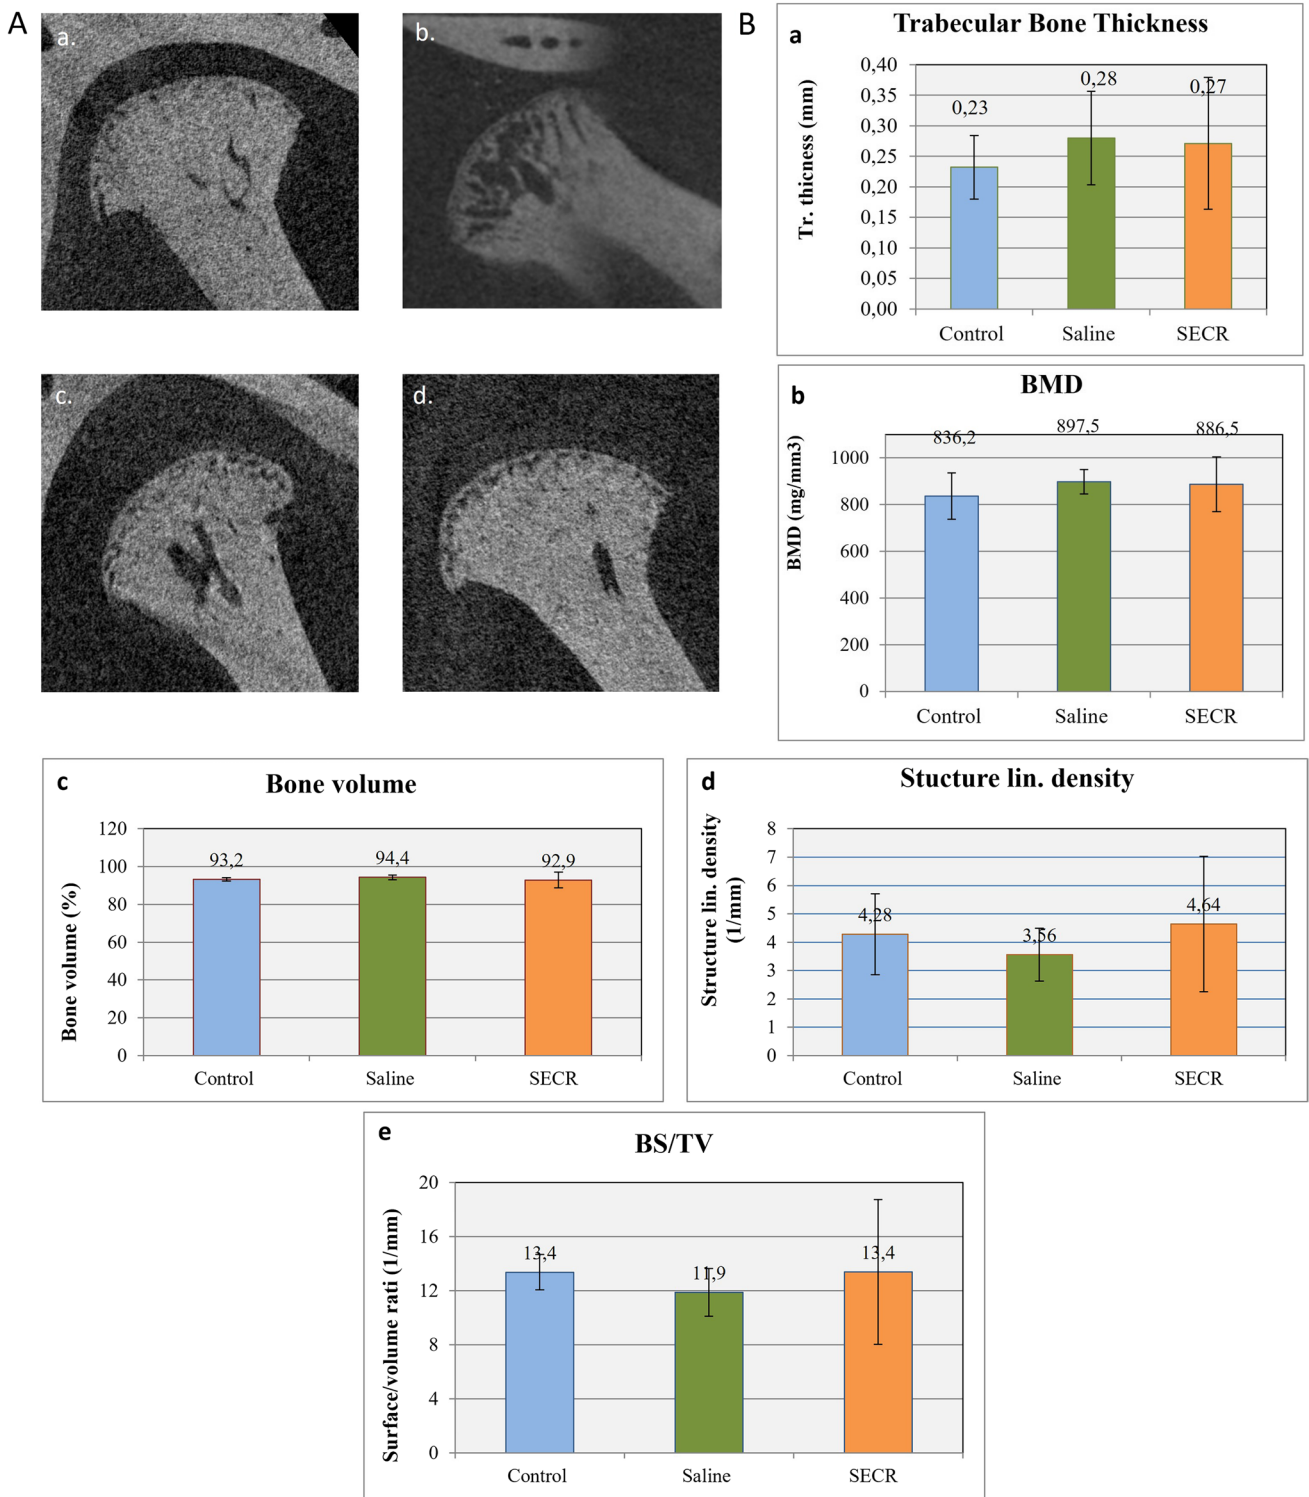 A
a.
b.
c.
d.
B
a
Trabecular Bone Thickness
Tr. thicness (mm)
0,40
0,35
0,30
0,25
0,20
0,15
0,10
0,05
0,00
0,23
0,28
0,27
Control Saline SECR
b
BMD
BMD (mg/mm3)
1000
800
600
400
200
0
836,2
897,5
886,5
Control Saline SECR
c
Bone volume
Bone volume (%)
120
100
80
60
40
20
0
93,2
94,4
92,9
Control Saline SECR
d
Stucture lin. density
Structure lin. density
(1/mm)
8
7
6
5
4
3
2
1
0
4,28
3,56
4,64
Control Saline SECR
e
BS/TV
Surface/volume rati (1/mm)
20
16
12
8
4
0
13,4
11,9
13,4
Control Saline SECR